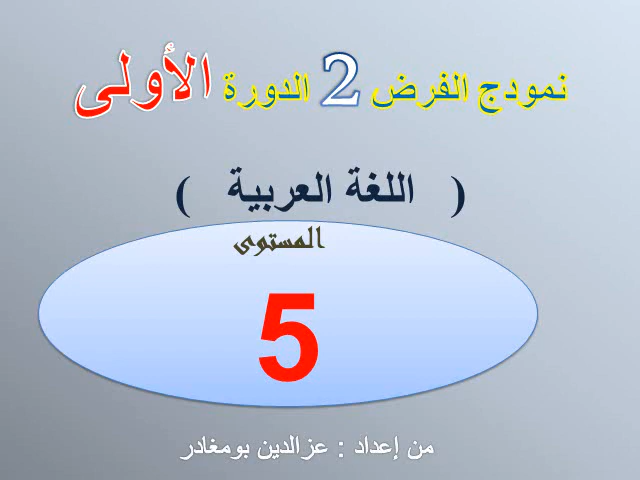 نمودج الفرض 2 الدورة الأولى
( اللغة العربية )
المستوى
5
من إعداد : عزالدين بومغادر